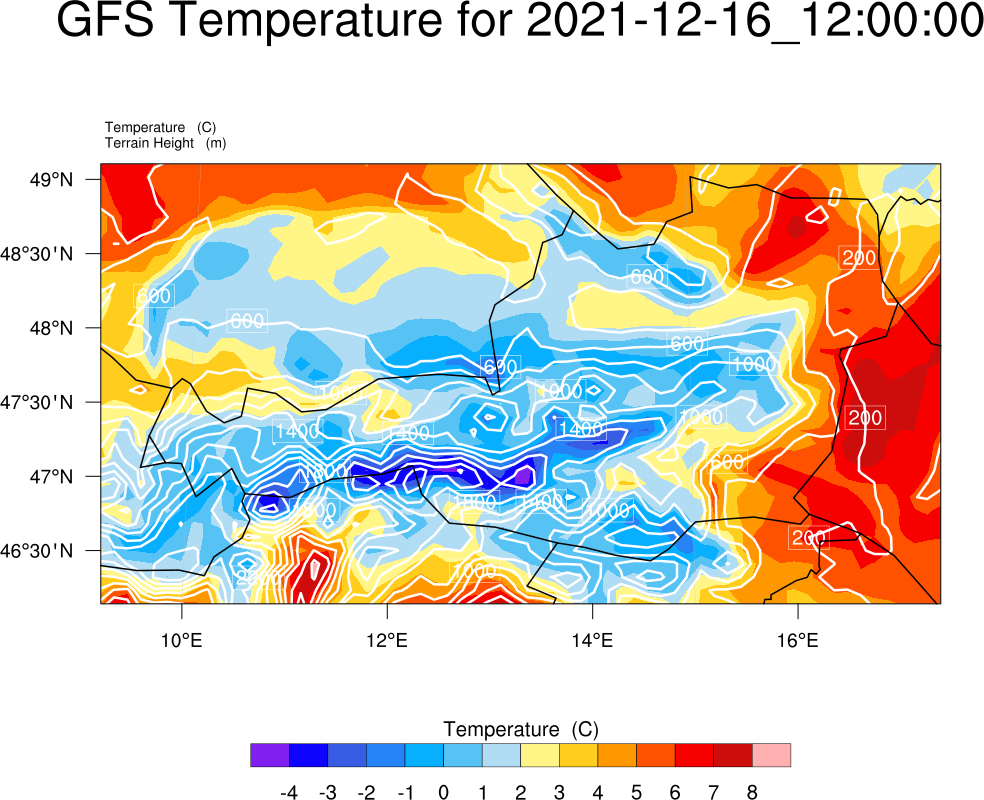 GFS Temperature for 2021-12-16_12:00:00
Temperature (C)
Terrain Height (m)
49°N
48°30'N
48°N
47°30'N
47°N
46°30'N
200
600
600
600
600
600
1000
1000
1000
1400
1400
1400
200
600
1800
1800
1400
1000
200
1000
10°E
12°E
14°E
16°E
Temperature (C)
-4 -3 -2 -1 0 1 2 3 4 5 6 7 8